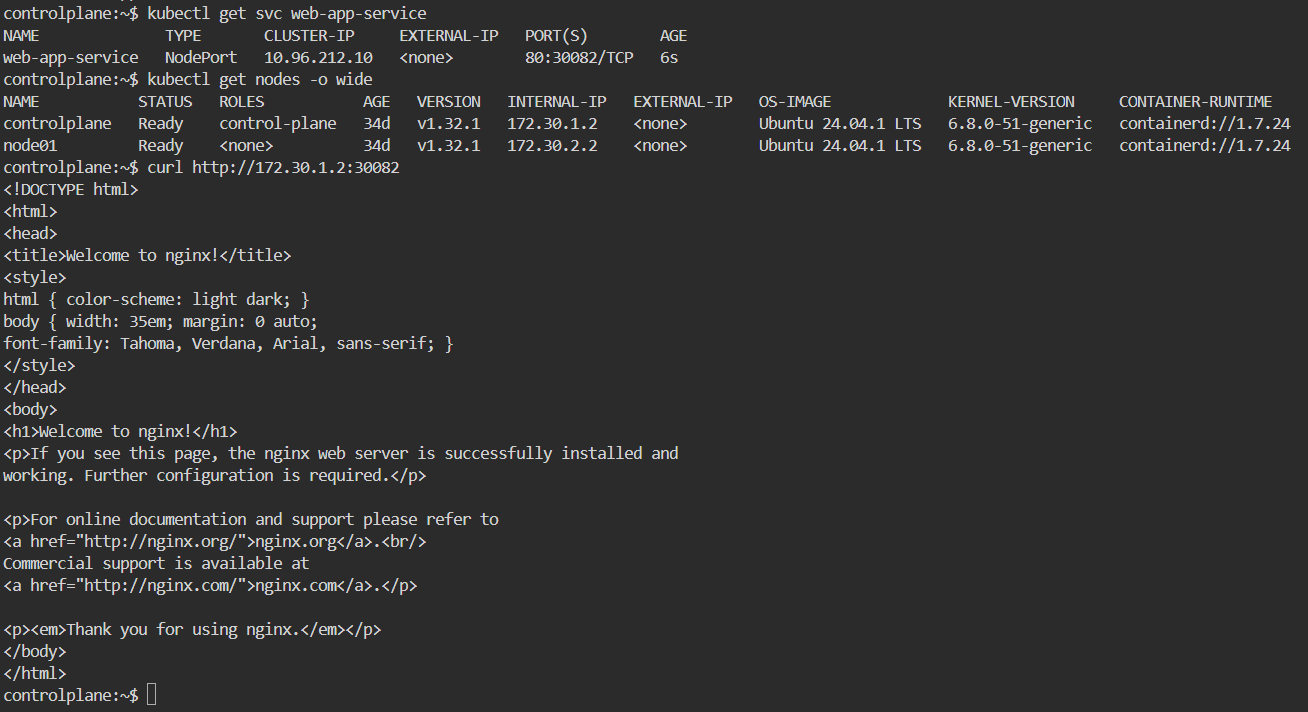 controlplane:~$ kubectl get svc web-app-service
NAME              TYPE       CLUSTER-IP      EXTERNAL-IP   PORT(S)        AGE
web-app-service   NodePort   10.96.212.10   <none>        80:30082/TCP   6s
controlplane:~$ kubectl get nodes -o wide
NAME           STATUS   ROLES           AGE   VERSION   INTERNAL-IP   EXTERNAL-IP   OS-IMAGE             KERNEL-VERSION     CONTAINER-RUNTIME
controlplane   Ready    control-plane   34d   v1.32.1   172.30.1.2    <none>        Ubuntu 24.04.1 LTS   6.8.0-51-generic   containerd://1.7.24
node01         Ready    <none>          34d   v1.32.1   172.30.2.2    <none>        Ubuntu 24.04.1 LTS   6.8.0-51-generic   containerd://1.7.24
controlplane:~$ curl http://172.30.1.2:30082
<!DOCTYPE html>
<html>
<head>
<title>Welcome to nginx!</title>
<style>
html { color-scheme: light dark; }
body { width: 35em; margin: 0 auto;
font-family: Tahoma, Verdana, Arial, sans-serif; }
</style>
</head>
<body>
<h1>Welcome to nginx!</h1>
<p>If you see this page, the nginx web server is successfully installed and
working. Further configuration is required.</p>

<p>For online documentation and support please refer to
<a href="http://nginx.org/">nginx.org</a>.<br/>
Commercial support is available at
<a href="http://nginx.com/">nginx.com</a>.</p>

<p><em>Thank you for using nginx.</em></p>
</body>
</html>
controlplane:~$